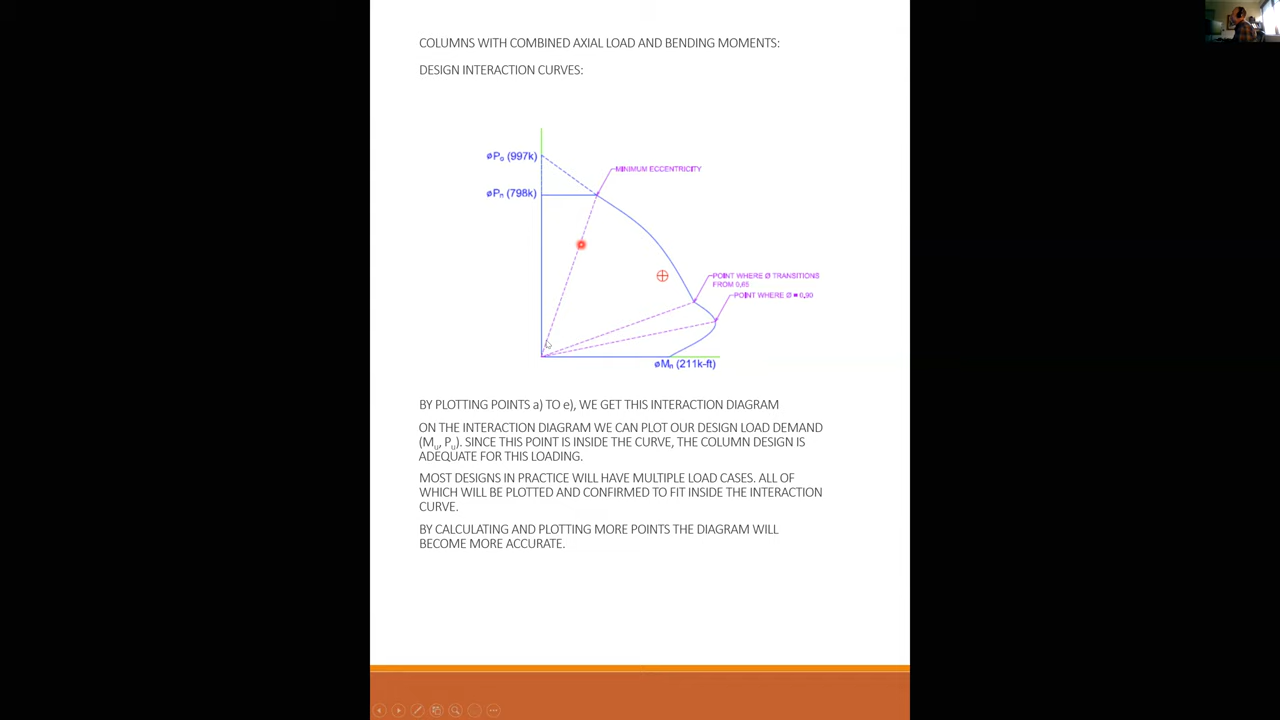 COLUMNS WITH COMBINED AXIAL LOAD AND BENDING MOMENTS:
DESIGN INTERACTION CURVES:
øPₒ (997k)
MINIMUM ECCENTRICITY
øPₙ (798k)
POINT WHERE Ø TRANSITIONS
FROM 0.65
POINT WHERE Ø = 0.90
øMₙ (211k-ft)
BY PLOTTING POINTS a) TO e), WE GET THIS INTERACTION DIAGRAM
ON THE INTERACTION DIAGRAM WE CAN PLOT OUR DESIGN LOAD DEMAND
(Mᵤ, Pᵤ). SINCE THIS POINT IS INSIDE THE CURVE, THE COLUMN DESIGN IS
ADEQUATE FOR THIS LOADING.
MOST DESIGNS IN PRACTICE WILL HAVE MULTIPLE LOAD CASES. ALL OF
WHICH WILL BE PLOTTED AND CONFIRMED TO FIT INSIDE THE INTERACTION
CURVE.
BY CALCULATING AND PLOTTING MORE POINTS THE DIAGRAM WILL
BECOME MORE ACCURATE.